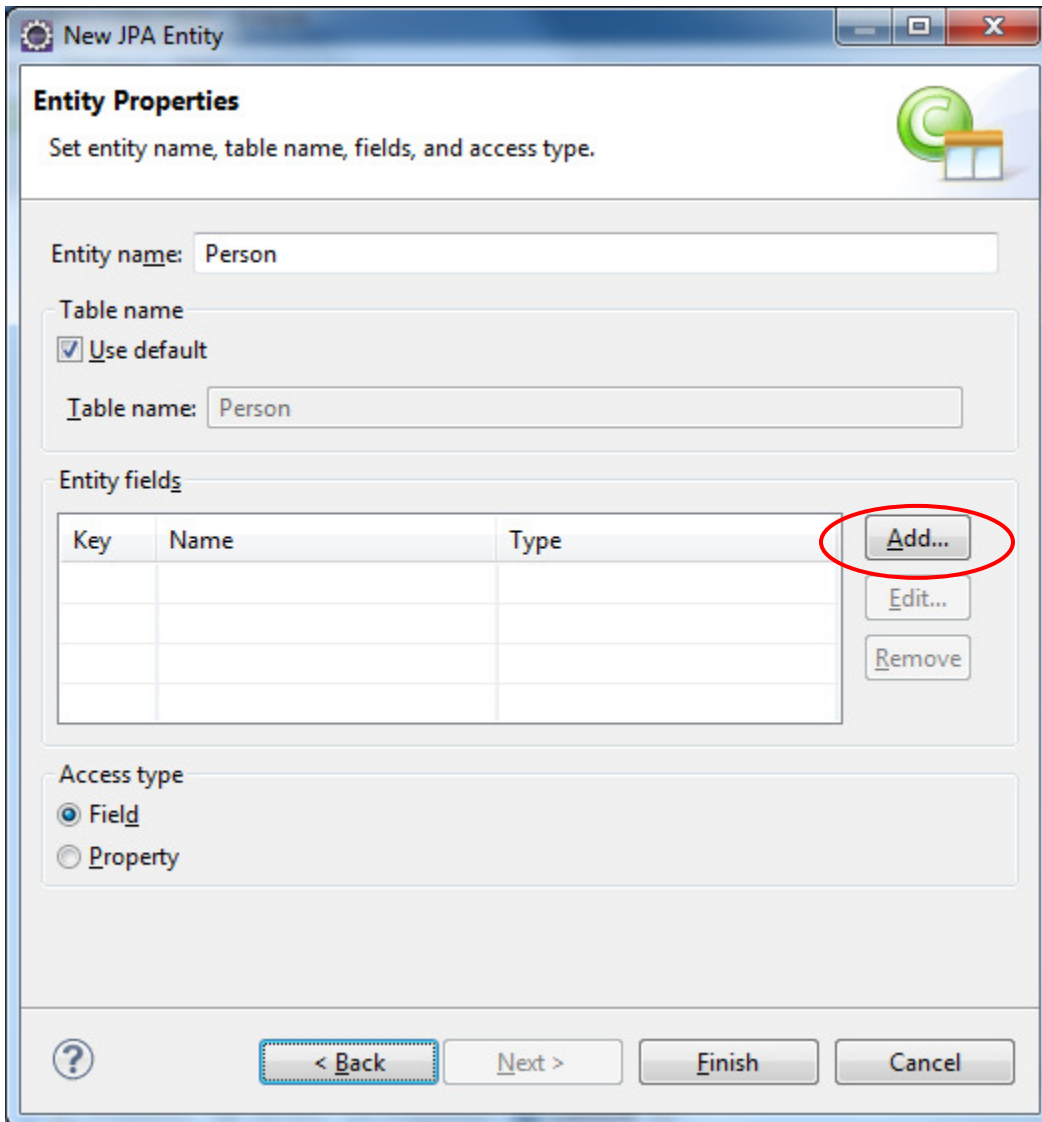 New JPA Entity
Entity Properties
Set entity name, table name, fields, and access type.
Entity name: Person
Table name
Use default
Table name: Person
Entity fields
Key Name Type
Add...
Edit...
Remove
Access type
Field
Property
? < Back Next > Finish Cancel